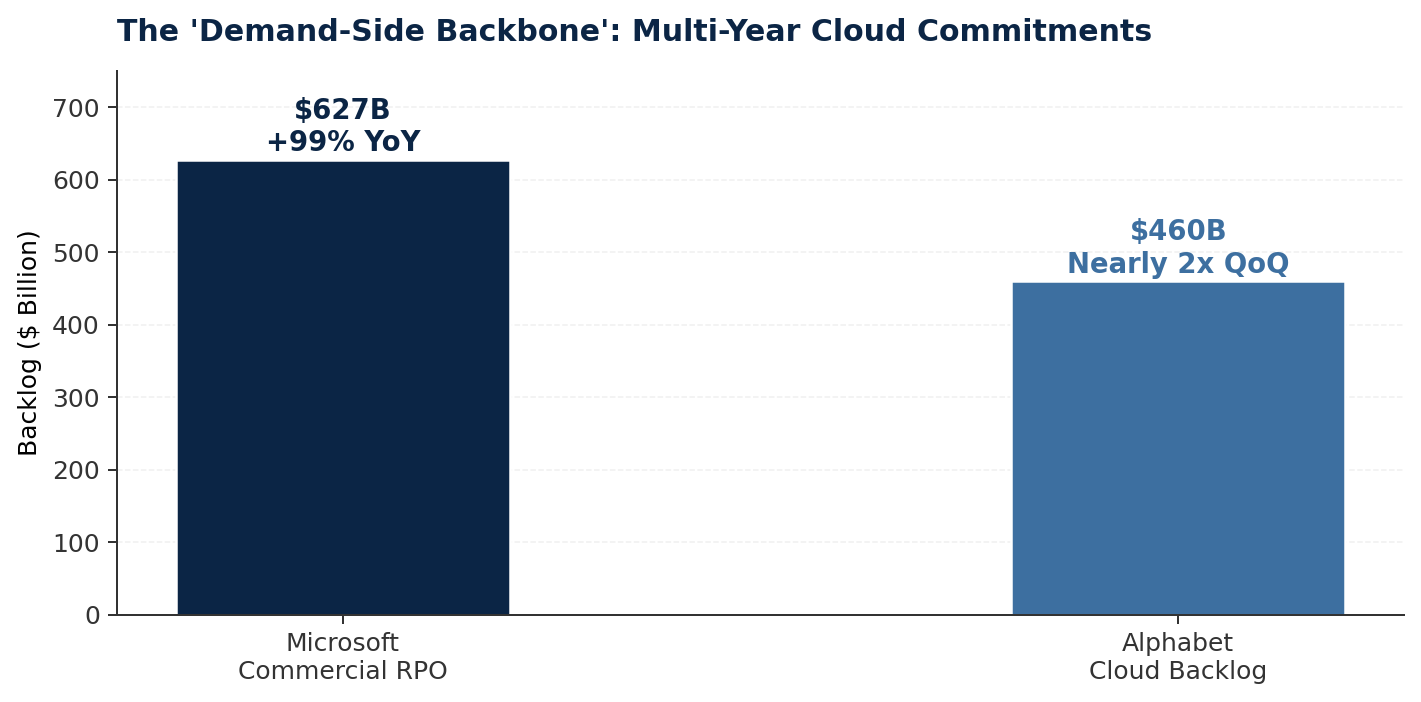 The 'Demand-Side Backbone': Multi-Year Cloud Commitments
Backlog ($ Billion)
700
600
500
400
300
200
100
0
$627B
+99% YoY
$460B
Nearly 2x QoQ
Microsoft
Commercial RPO
Alphabet
Cloud Backlog